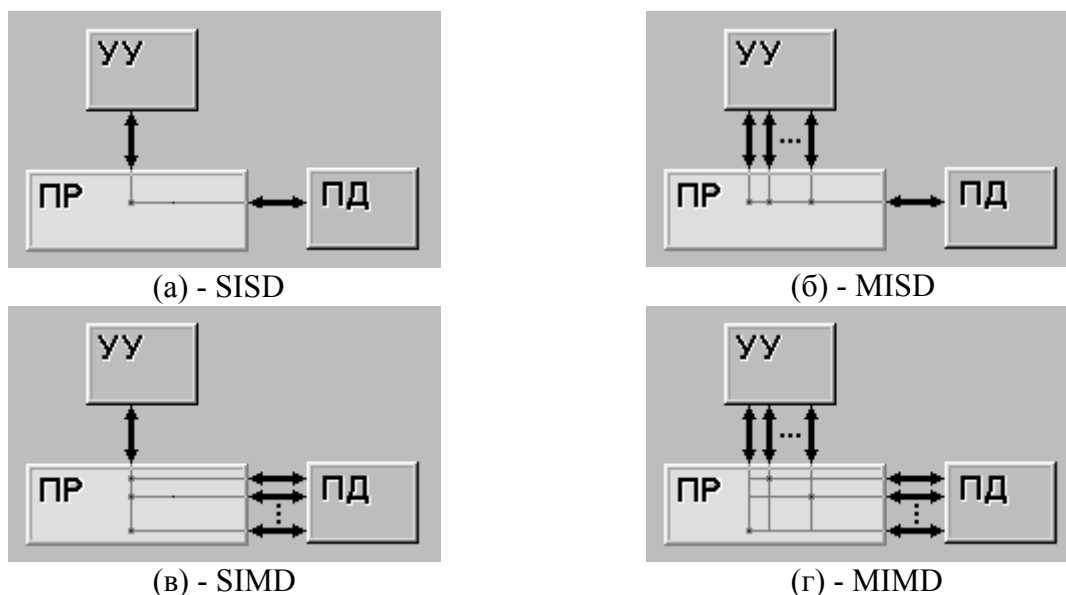 УУ
УУ
ПР
ПД
ПР
ПД
(а) - SISD
(б) - MISD
УУ
УУ
ПР
ПД
ПР
ПД
(в) - SIMD
(г) - MIMD